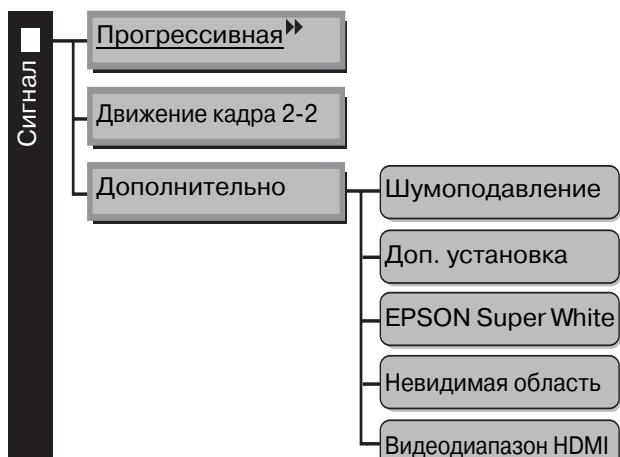 Сигнал
Прогрессивная
Движение кадра 2-2
Дополнительно
Шумоподавление
Доп. установка
EPSON Super White
Невидимая область
Видеодиапазон HDMI